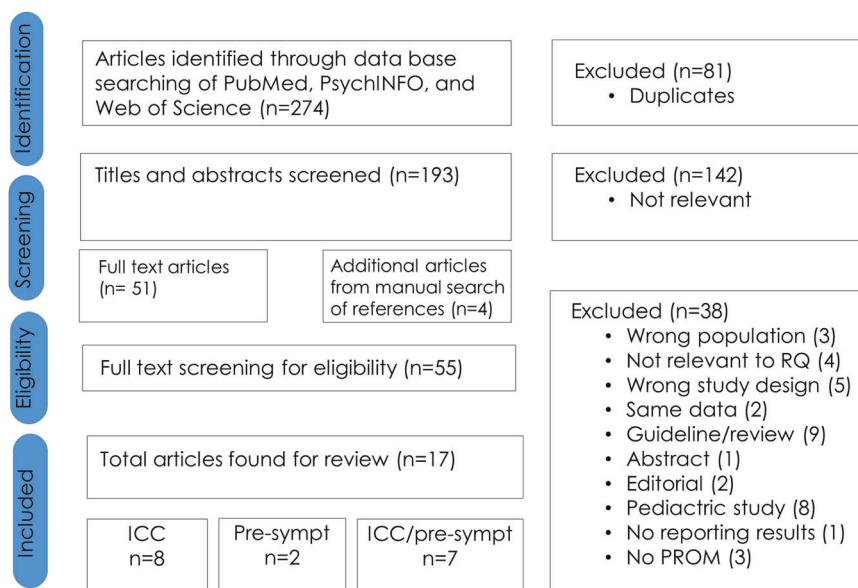 Identification
Articles identified through data base
searching of PubMed, PsychINFO, and
Web of Science (n=274)
Excluded (n=81)
• Duplicates
Screening
Titles and abstracts screened (n=193)
Excluded (n=142)
• Not relevant
Full text articles
(n= 51)
Additional articles
from manual search
of references (n=4)
Eligibility
Full text screening for eligibility (n=55)
Excluded (n=38)
• Wrong population (3)
• Not relevant to RQ (4)
• Wrong study design (5)
• Same data (2)
• Guideline/review (9)
• Abstract (1)
• Editorial (2)
• Pediactric study (8)
• No reporting results (1)
• No PROM (3)
Included
Total articles found for review (n=17)
ICC
n=8
Pre-sympt
n=2
ICC/pre-sympt
n=7